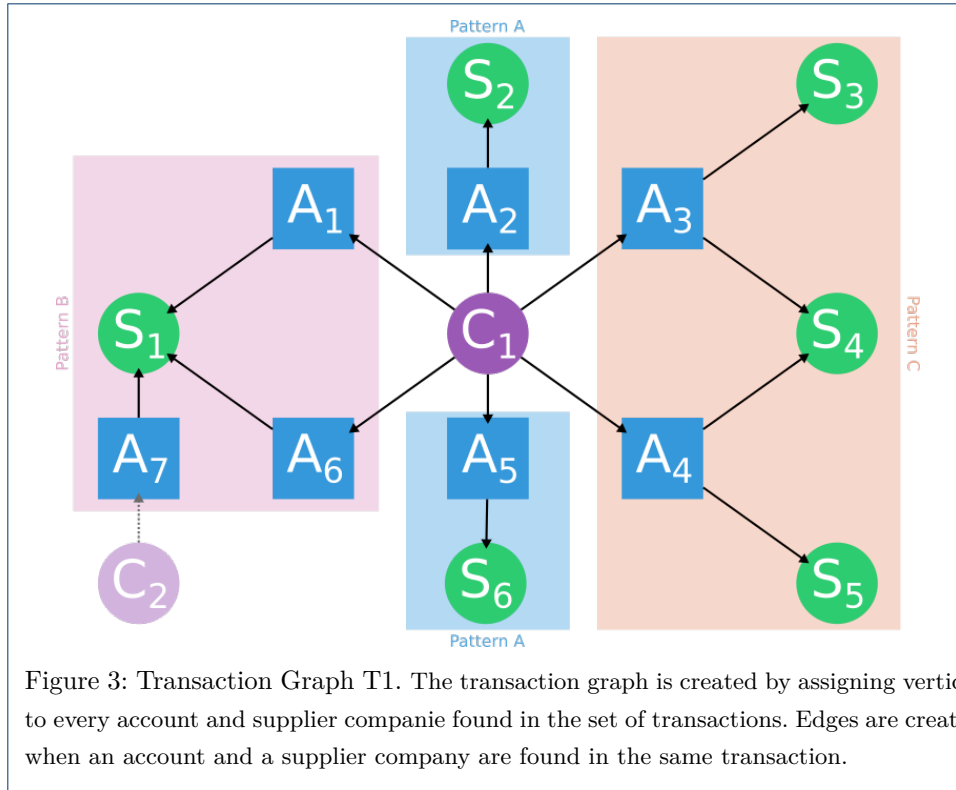 Pattern A
S2
S3
A1
A2
A3
Pattern B
S1
C1
S4
Pattern C
A7
A6
A5
A4
C2
S6
S5
Pattern A
Figure 3: Transaction Graph T1. The transaction graph is created by assigning vertic
to every account and supplier companie found in the set of transactions. Edges are creat
when an account and a supplier company are found in the same transaction.